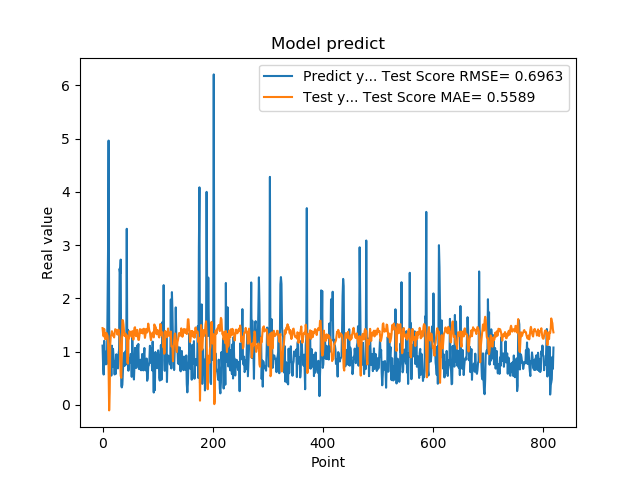 Model predict
Predict y... Test Score RMSE= 0.6963
Test y... Test Score MAE= 0.5589
6
5
4
3
2
1
0
Real value
0 200 400 600 800
Point